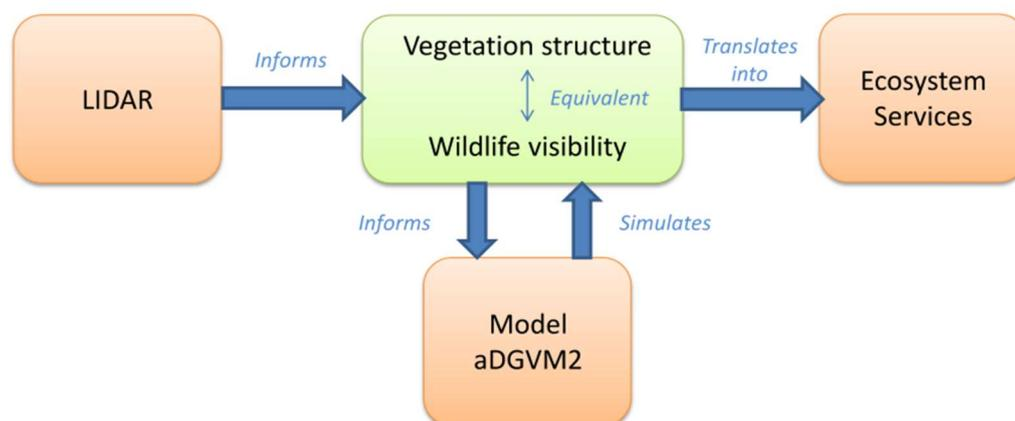 LIDAR
Informs
Vegetation structure
Equivalent
Wildlife visibility
Translates
into
Ecosystem
Services
Informs
Simulates
Model
aDGVM2